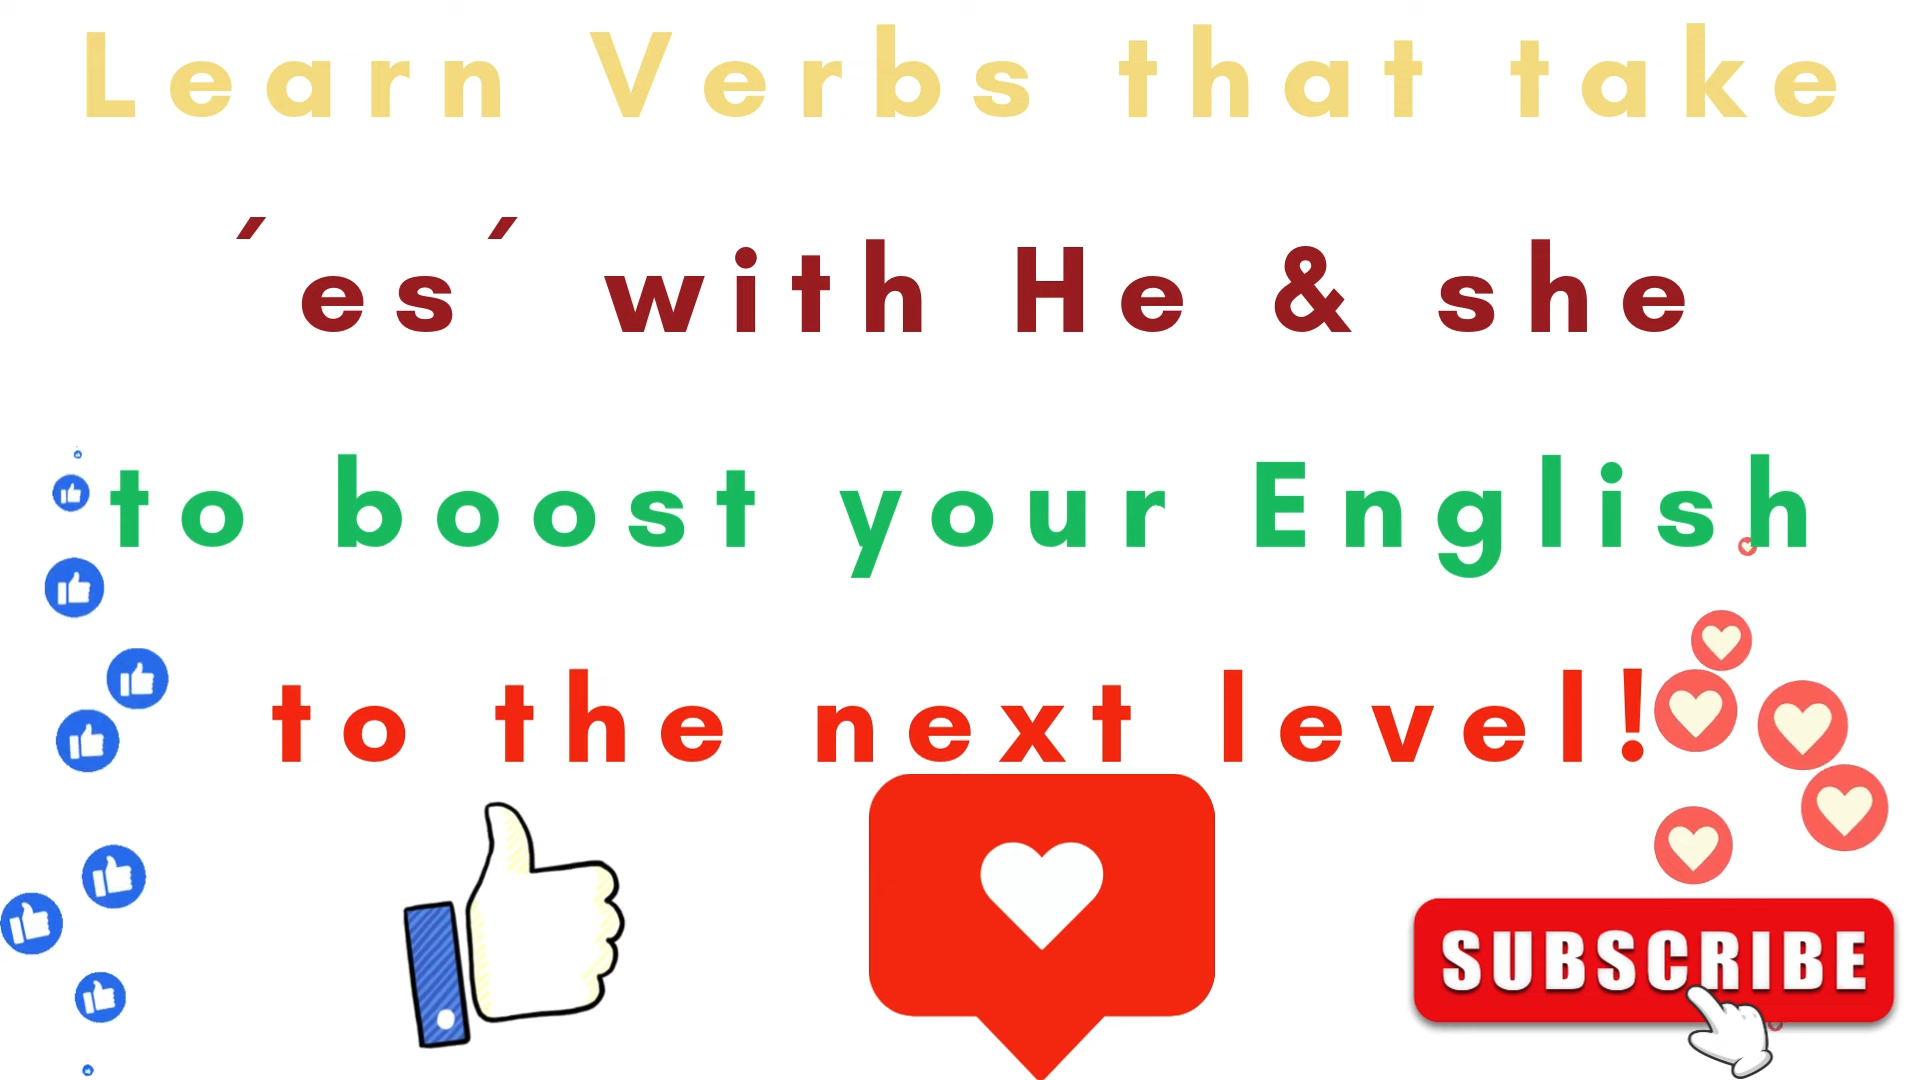 Learn Verbs that take
´es´ with He & she
to boost your English
to the next level!
SUBSCRIBE